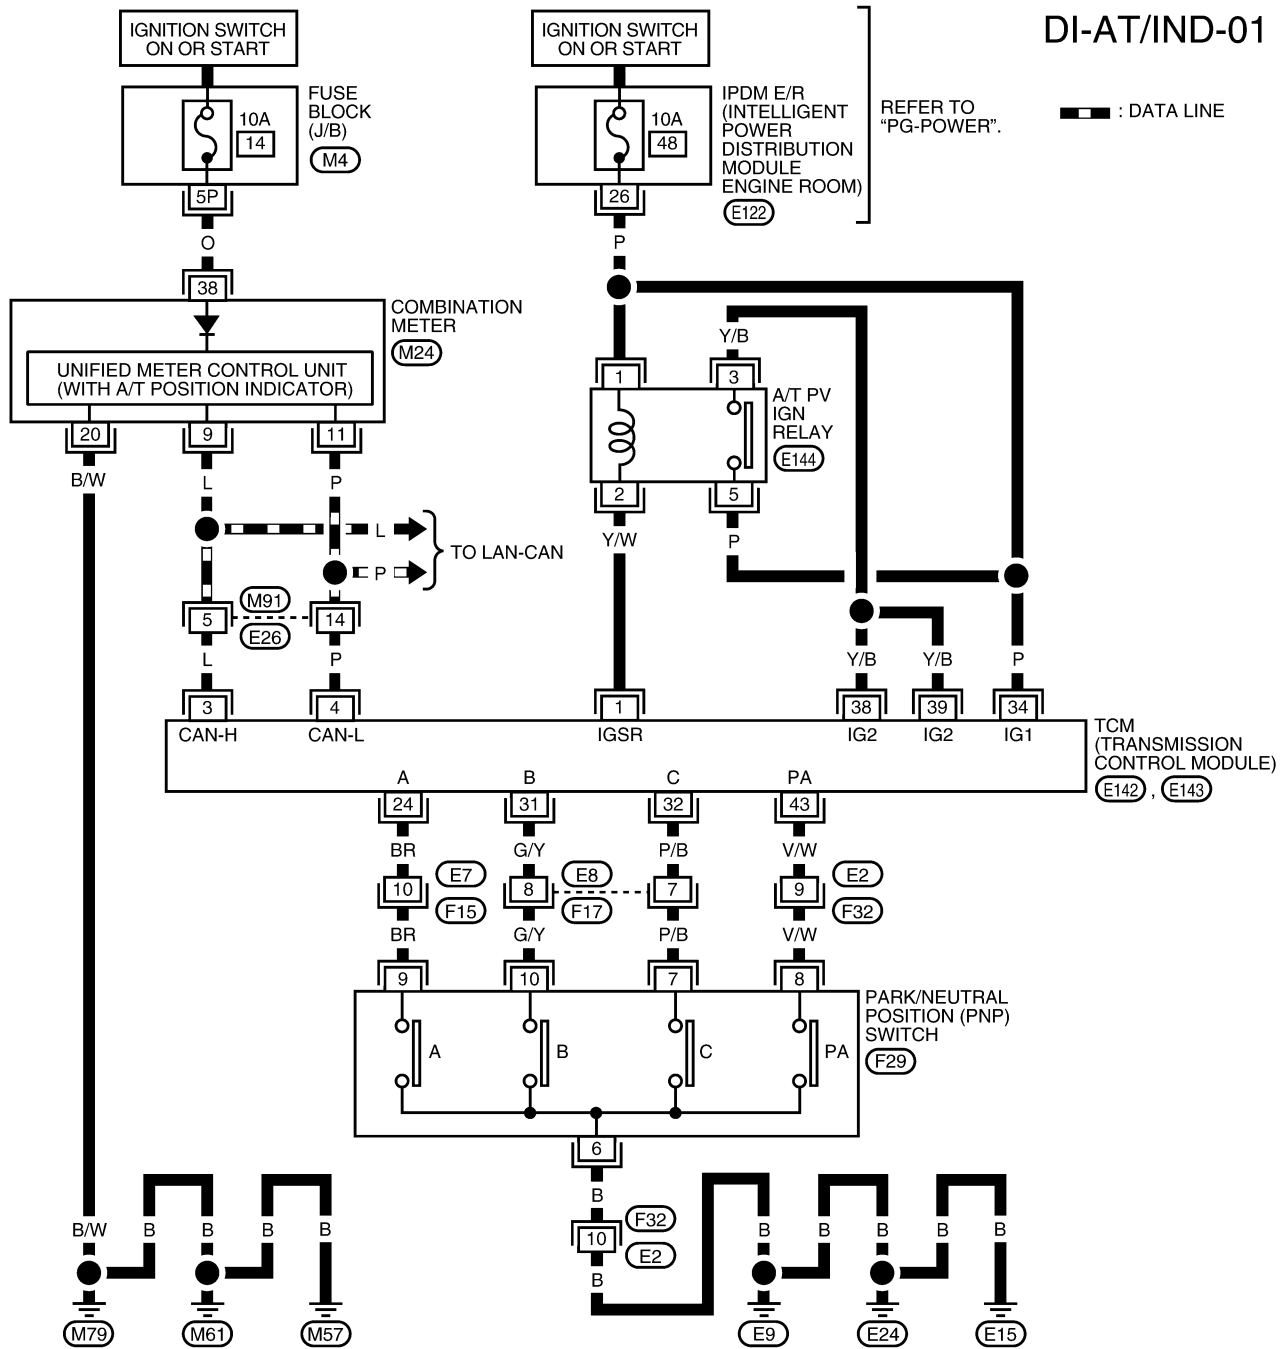 DI-AT/IND-01
IGNITION SWITCH
ON OR START
IGNITION SWITCH
ON OR START
FUSE
BLOCK
(J/B)
M4
10A
14
5P
O
38
IPDM E/R
(INTELLIGENT
POWER
DISTRIBUTION
MODULE
ENGINE ROOM)
E122
10A
48
26
P
REFER TO
“PG-POWER”.
: DATA LINE
COMBINATION
METER
M24
UNIFIED METER CONTROL UNIT
(WITH A/T POSITION INDICATOR)
20
9
11
B/W
L
P
L
P
TO LAN-CAN
M91
5
14
E26
L
P
Y/B
1
3
A/T PV
IGN
RELAY
E144
2
5
Y/W
P
Y/B
Y/B
P
3
4
1
38
39
34
CAN-H
CAN-L
IGSR
IG2
IG2
IG1
TCM
(TRANSMISSION
CONTROL MODULE)
E142 , E143
A
B
C
PA
24
31
32
43
BR
G/Y
P/B
V/W
E7
E8
E2
10
8
7
9
F15
F17
F32
BR
G/Y
P/B
V/W
9
10
7
8
PARK/NEUTRAL
POSITION (PNP)
SWITCH
F29
A
B
C
PA
6
B
F32
10
E2
B
B/W
B
B
B
B
B
B
B
B
B
M79
M61
M57
E9
E24
E15